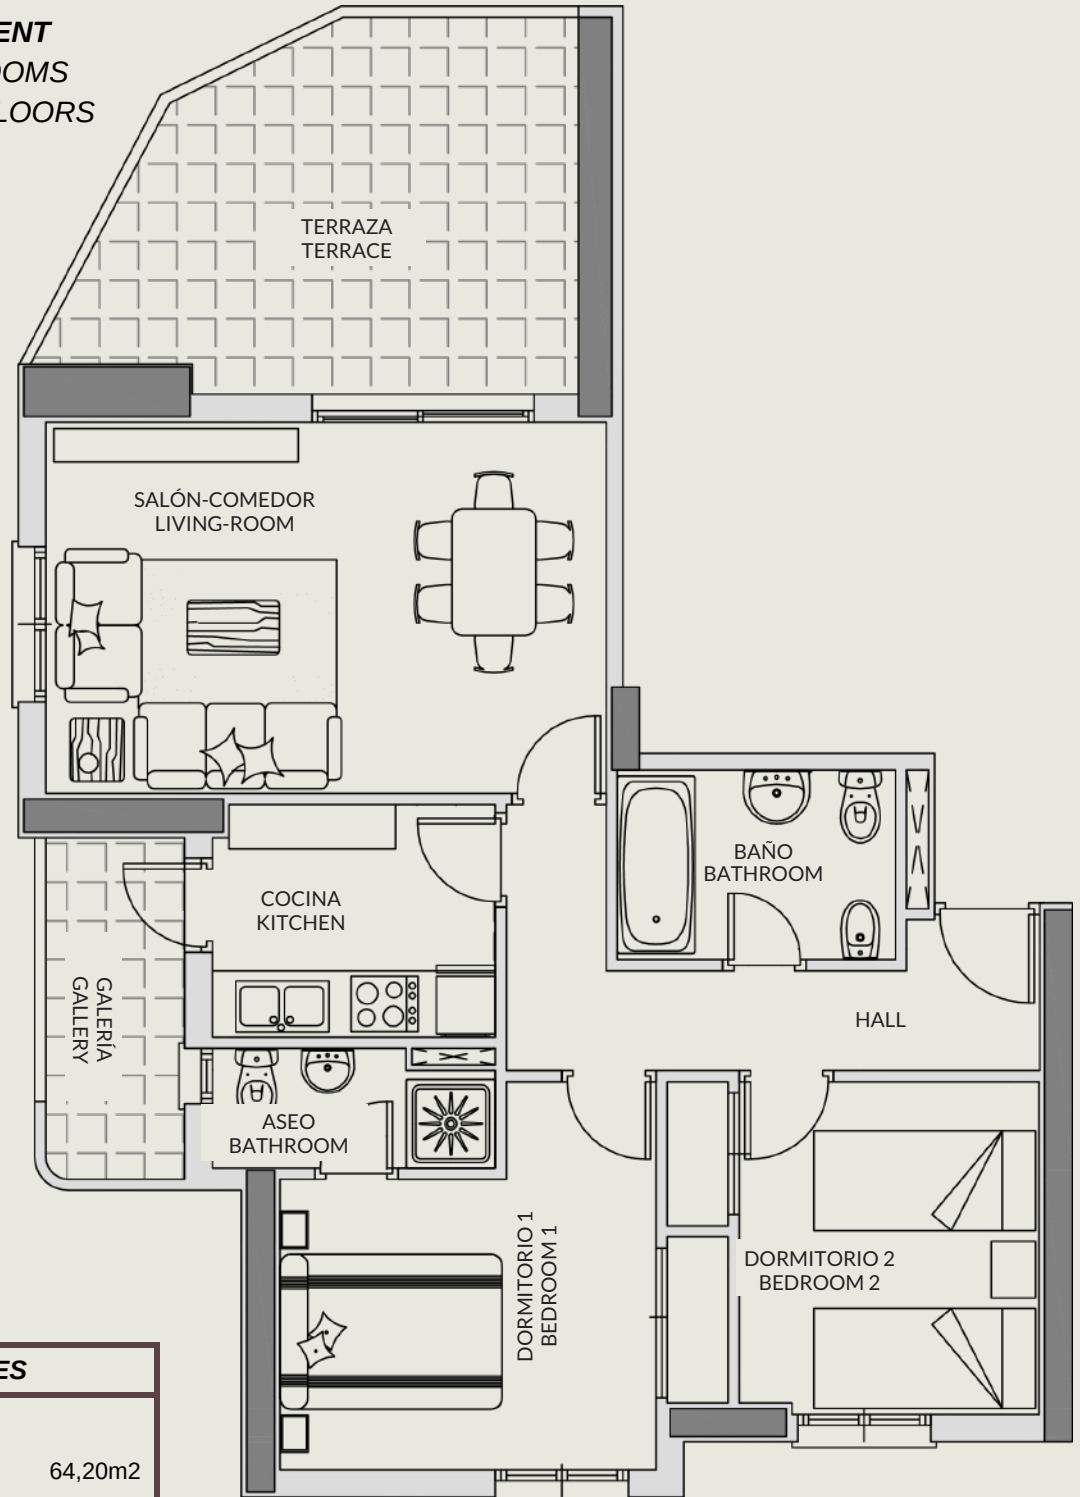 ENT
OOMS
LOORS
TERRAZA
TERRACE
SALÓN-COMEDOR
LIVING-ROOM
BAÑO
BATHROOM
COCINA
KITCHEN
GALERÍA
GALLERY
HALL
ASEO
BATHROOM
DORMITORIO 1
BEDROOM 1
DORMITORIO 2
BEDROOM 2
ES
64,20m2